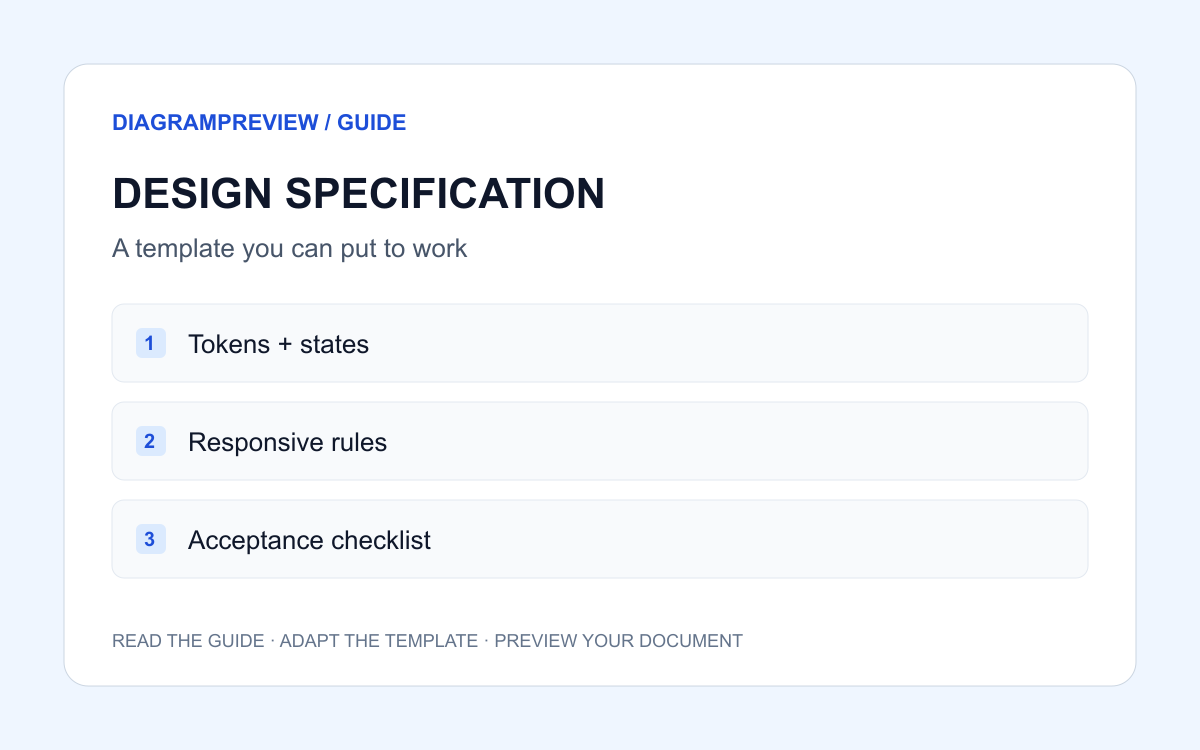 DIAGRAMPREVIEW / GUIDE
DESIGN SPECIFICATION
A template you can put to work
1 Tokens + states
2 Responsive rules
3 Acceptance checklist
READ THE GUIDE · ADAPT THE TEMPLATE · PREVIEW YOUR DOCUMENT